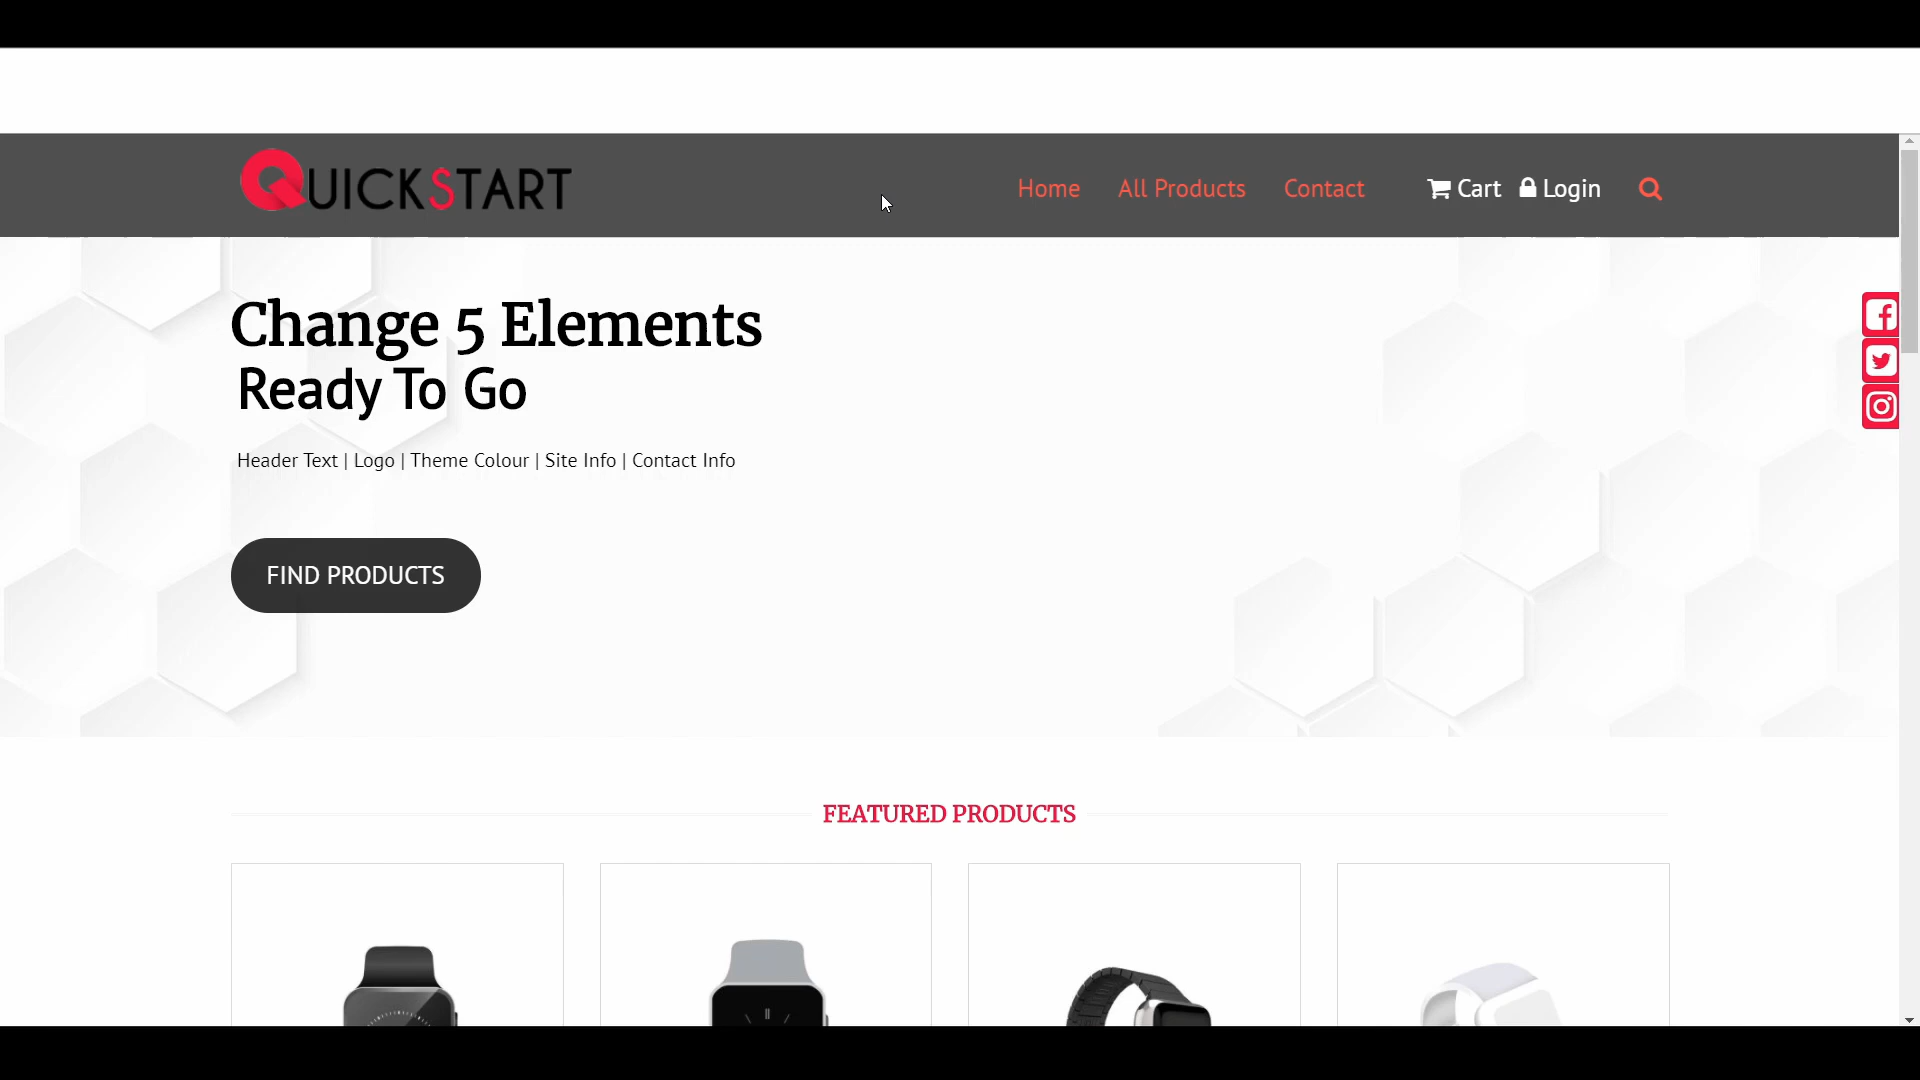 QUICKSTART
Home All Products Contact Cart Login
Change 5 Elements
Ready To Go
Header Text | Logo | Theme Colour | Site Info | Contact Info
FIND PRODUCTS
FEATURED PRODUCTS